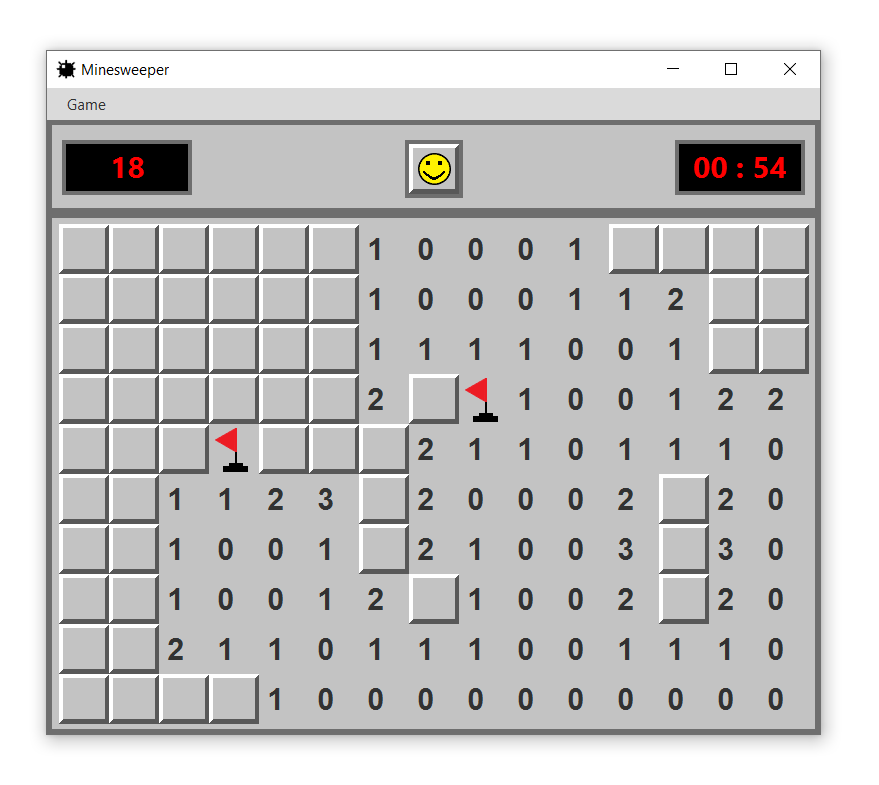 Minesweeper
Game
18 00 : 54
1 0 0 0 1
1 0 0 0 1 1 2
1 1 1 1 0 0 1
2 1 0 0 1 2 2
2 1 1 0 1 1 1 0
1 1 2 3 2 0 0 0 2 2 0
1 0 0 1 2 1 0 0 3 3 0
1 0 0 1 2 1 0 0 2 2 0
2 1 1 0 1 1 1 0 0 1 1 1 0
1 0 0 0 0 0 0 0 0 0 0